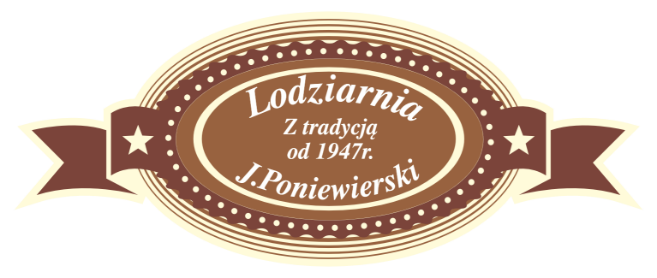 Lodziarnia
Z tradycją
od 1947r.
J.Poniewierski